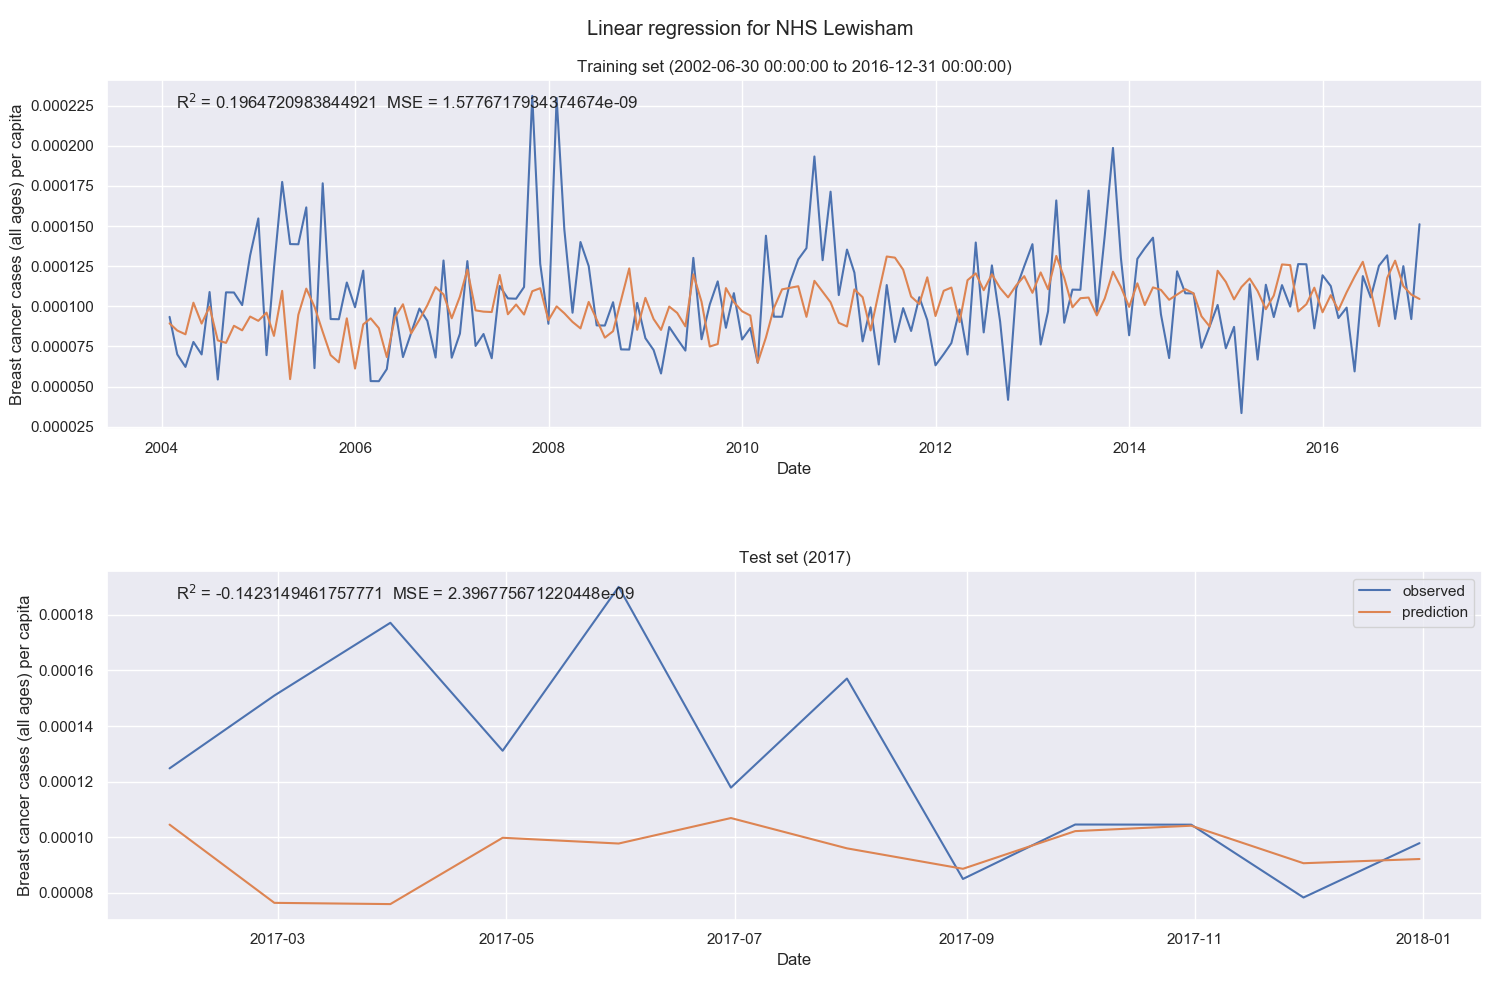 Linear regression for NHS Lewisham
Training set (2002-06-30 00:00:00 to 2016-12-31 00:00:00)
R² = 0.1964720983844921 MSE = 1.5776717934374674e-09
Breast cancer cases (all ages) per capita
0.000225
0.000200
0.000175
0.000150
0.000125
0.000100
0.000075
0.000050
0.000025
2004 2006 2008 2010 2012 2014 2016
Date
Test set (2017)
R² = -0.1423149461757771 MSE = 2.396775671220448e-09
observed
prediction
Breast cancer cases (all ages) per capita
0.00018
0.00016
0.00014
0.00012
0.00010
0.00008
2017-03 2017-05 2017-07 2017-09 2017-11 2018-01
Date